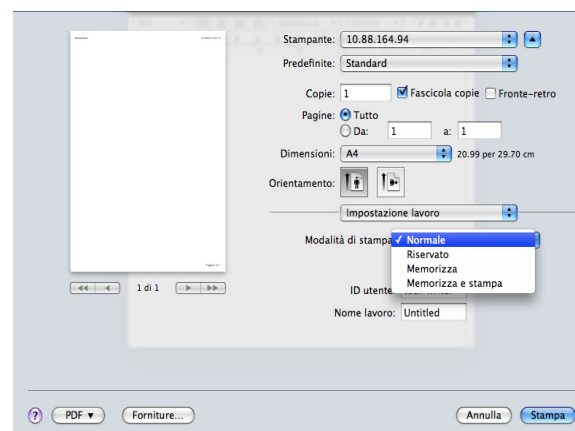 Stampante: 10.88.164.94
Predefinite: Standard
Copie: 1 Fascicola copie Fronte-retro
Pagine: Tutto
Da: 1 a: 1
Dimensioni: A4 20.99 per 29.70 cm
Orientamento:
Impostazione lavoro
Modalità di stampa
✓ Normale
Riservato
Memorizza
Memorizza e stampa
1 di 1
ID utente
Nome lavoro: Untitled
? PDF ▼ Forniture... Annulla Stampa